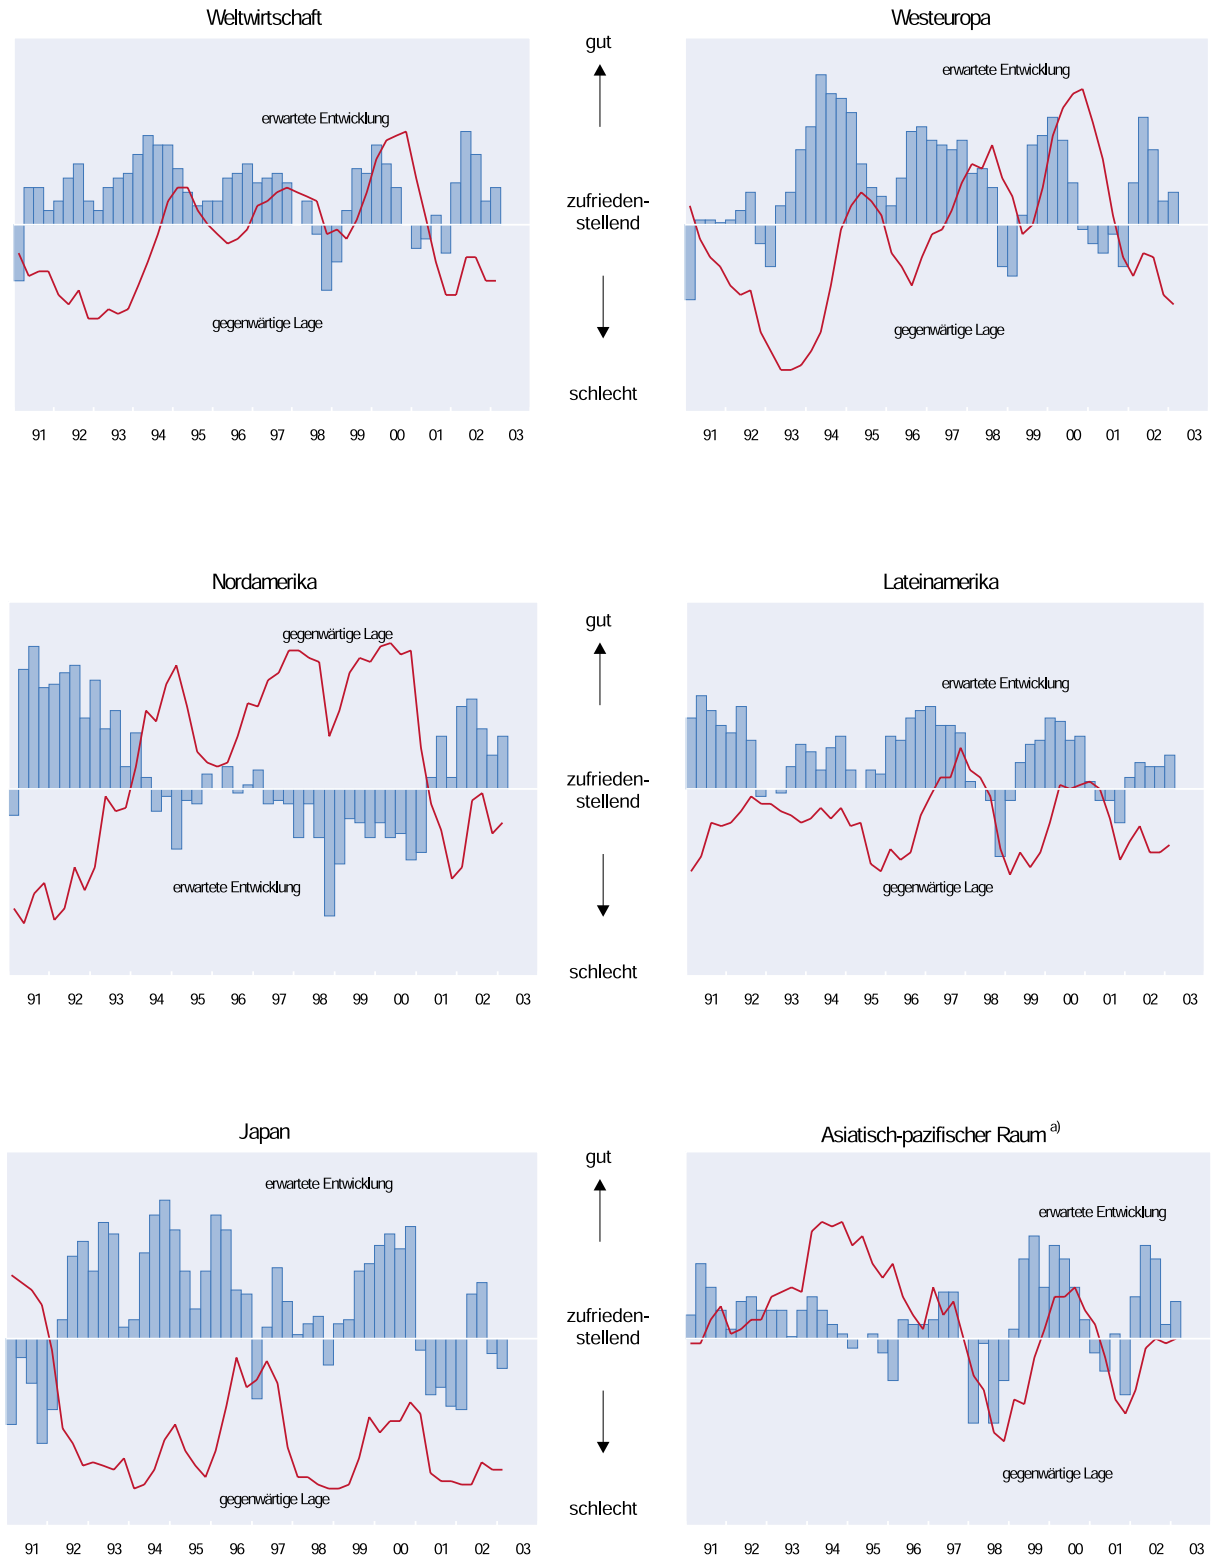 Weltwirtschaft
Westeuropa
gut
erwartete Entwicklung
erwartete Entwicklung
zufrieden-
stellend
gegenwärtige Lage
gegenwärtige Lage
schlecht
91 92 93 94 95 96 97 98 99 00 01 02 03
91 92 93 94 95 96 97 98 99 00 01 02 03
Nordamerika
Lateinamerika
gut
gegenwärtige Lage
erwartete Entwicklung
zufrieden-
stellend
erwartete Entwicklung
gegenwärtige Lage
schlecht
91 92 93 94 95 96 97 98 99 00 01 02 03
91 92 93 94 95 96 97 98 99 00 01 02 03
Japan
Asiatisch-pazifischer Raum a)
gut
erwartete Entwicklung
erwartete Entwicklung
zufrieden-
stellend
gegenwärtige Lage
gegenwärtige Lage
schlecht
91 92 93 94 95 96 97 98 99 00 01 02 03
91 92 93 94 95 96 97 98 99 00 01 02 03